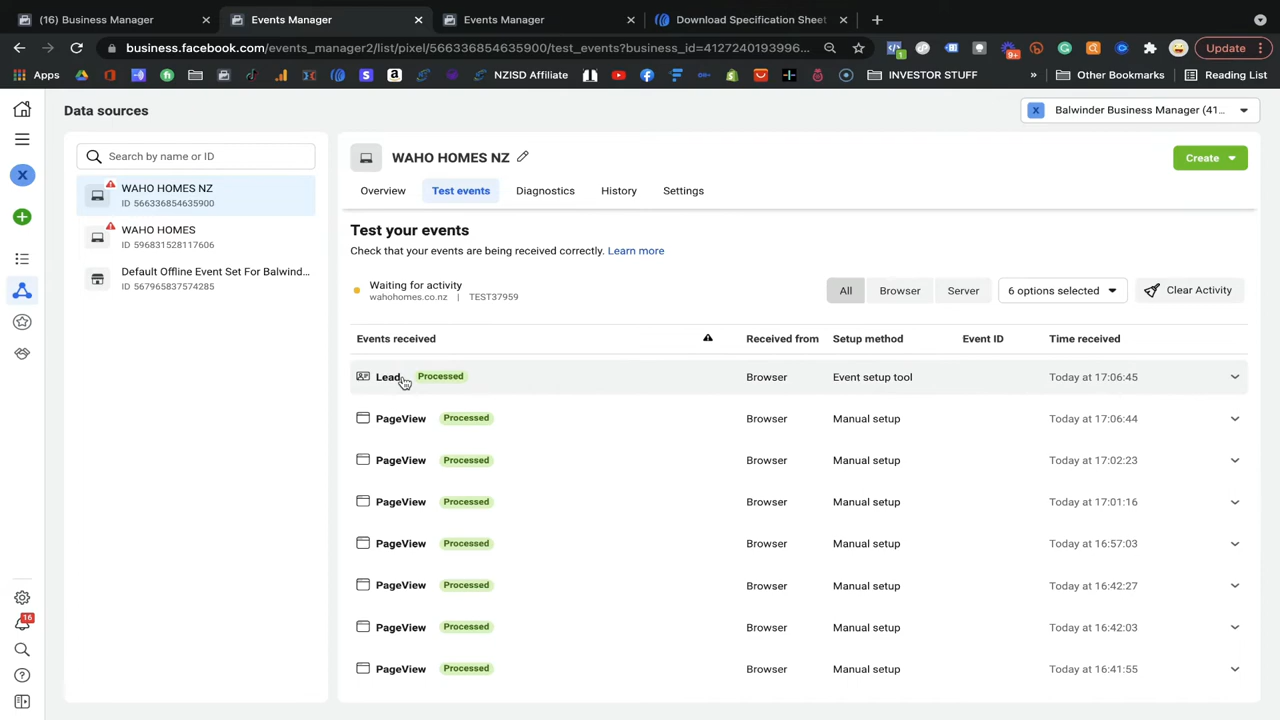 (1) Business Manager
Events Manager
Events Manager
Download Specification Sheet
business.facebook.com/events_manager2/list/pixel/566336854635900/test_events?business_id=41272401939 96...
Update
Apps
NZISD Affiliate
INVESTOR STUFF
»
Other Bookmarks
Reading List
1
9+
Data sources
X
Balwinder Business Manager (41...
Search by name or ID
WAHO HOMES NZ
ID 566336854635900
WAHO HOMES
ID 596831528117606
Default Offline Event Set For Balwind...
ID 567965837574285
X
16
WAHO HOMES NZ
Create
Overview
Test events
Diagnostics
History
Settings
Test your events
Check that your events are being received correctly. Learn more
Waiting for activity
wahohomes.co.nz | TEST37959
All
Browser
Server
6 options selected
Clear Activity
Events received
Received from
Setup method
Event ID
Time received
Lead Processed Browser Event setup tool Today at 17:06:45
PageView Processed Browser Manual setup Today at 17:06:44
PageView Processed Browser Manual setup Today at 17:02:23
PageView Processed Browser Manual setup Today at 17:01:16
PageView Processed Browser Manual setup Today at 16:57:03
PageView Processed Browser Manual setup Today at 16:42:27
PageView Processed Browser Manual setup Today at 16:42:03
PageView Processed Browser Manual setup Today at 16:41:55